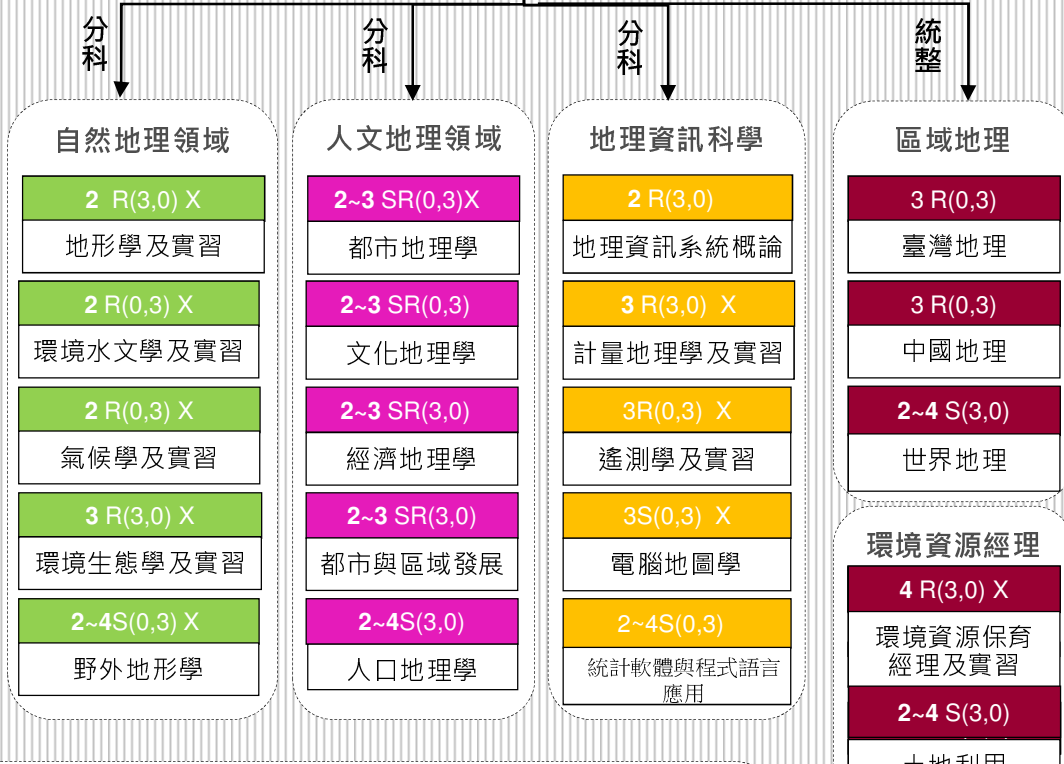 分科
分科
分科
統整
自然地理領域
2 R(3,0) X
地形學及實習
2 R(0,3) X
環境水文學及實習
2 R(0,3) X
氣候學及實習
3 R(3,0) X
環境生態學及實習
2~4S(0,3) X
野外地形學
人文地理領域
2~3 SR(0,3)X
都市地理學
2~3 SR(0,3)
文化地理學
2~3 SR(3,0)
經濟地理學
2~3 SR(3,0)
都市與區域發展
2~4S(3,0)
人口地理學
地理資訊科學
2 R(3,0)
地理資訊系統概論
3 R(3,0) X
計量地理學及實習
3R(0,3) X
遙測學及實習
3S(0,3) X
電腦地圖學
2~4S(0,3)
統計軟體與程式語言
應用
區域地理
3 R(0,3)
臺灣地理
3 R(0,3)
中國地理
2~4 S(3,0)
世界地理
環境資源經理
4 R(3,0) X
環境資源保育
經理及實習
2~4 S(3,0)
土地利用